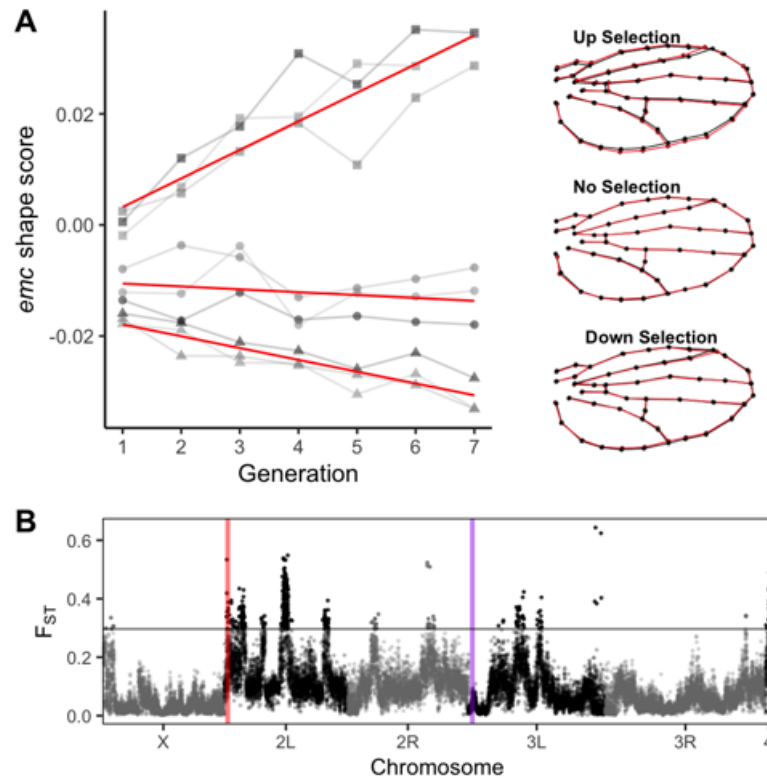 A
emc shape score
0.02
0.00
-0.02
1 2 3 4 5 6 7
Generation
Up Selection
No Selection
Down Selection
B
FST
0.6
0.4
0.2
0.0
X 2L 2R 3L 3R 4
Chromosome